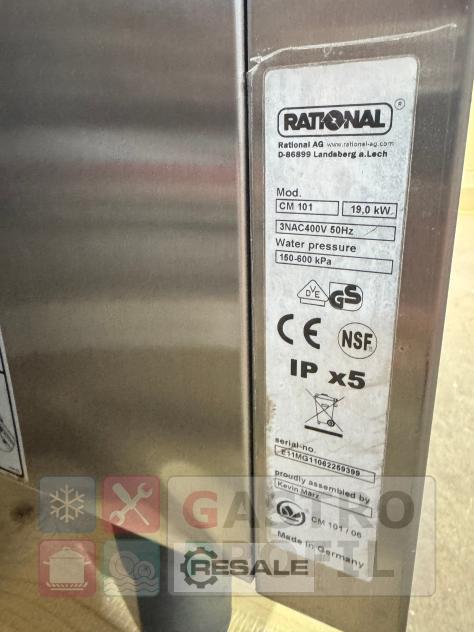 RATIONAL ®
Rational AG www.rational-ag.com
D-86899 Landsberg a.Lech
Mod.
CM 101 19,0 kW
3NAC400V 50Hz
Water pressure
150-600 kPa
DVE GS
CE NSF
IP x5
serial-no.
E11MG11062259399
proudly assembled by
Kevin Marz
CM 101 / 06
Made in Germany
GASTRO
PROFIL
RESALE